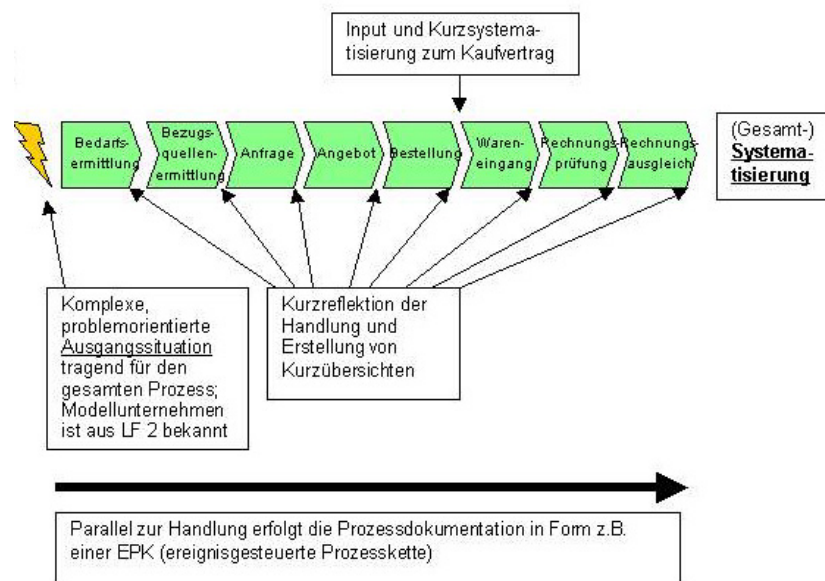 Input und Kurzsystema-
tisierung zum Kaufvertrag
Bedarfs-
ermittlung
Bezugs-
quellen-
ermittlung
Anfrage
Angebot
Bestellung
Waren-
eingang
Rechnungs-
prüfung
Rechnungs-
ausgleich
(Gesamt-)
Systema-
tisierung
Komplexe,
problemorientierte
Ausgangssituation
tragend für den
gesamten Prozess;
Modellunternehmen
ist aus LF 2 bekannt
Kurzreflektion der
Handlung und
Erstellung von
Kurzübersichten
Parallel zur Handlung erfolgt die Prozessdokumentation in Form z.B.
einer EPK (ereignisgesteuerte Prozesskette)